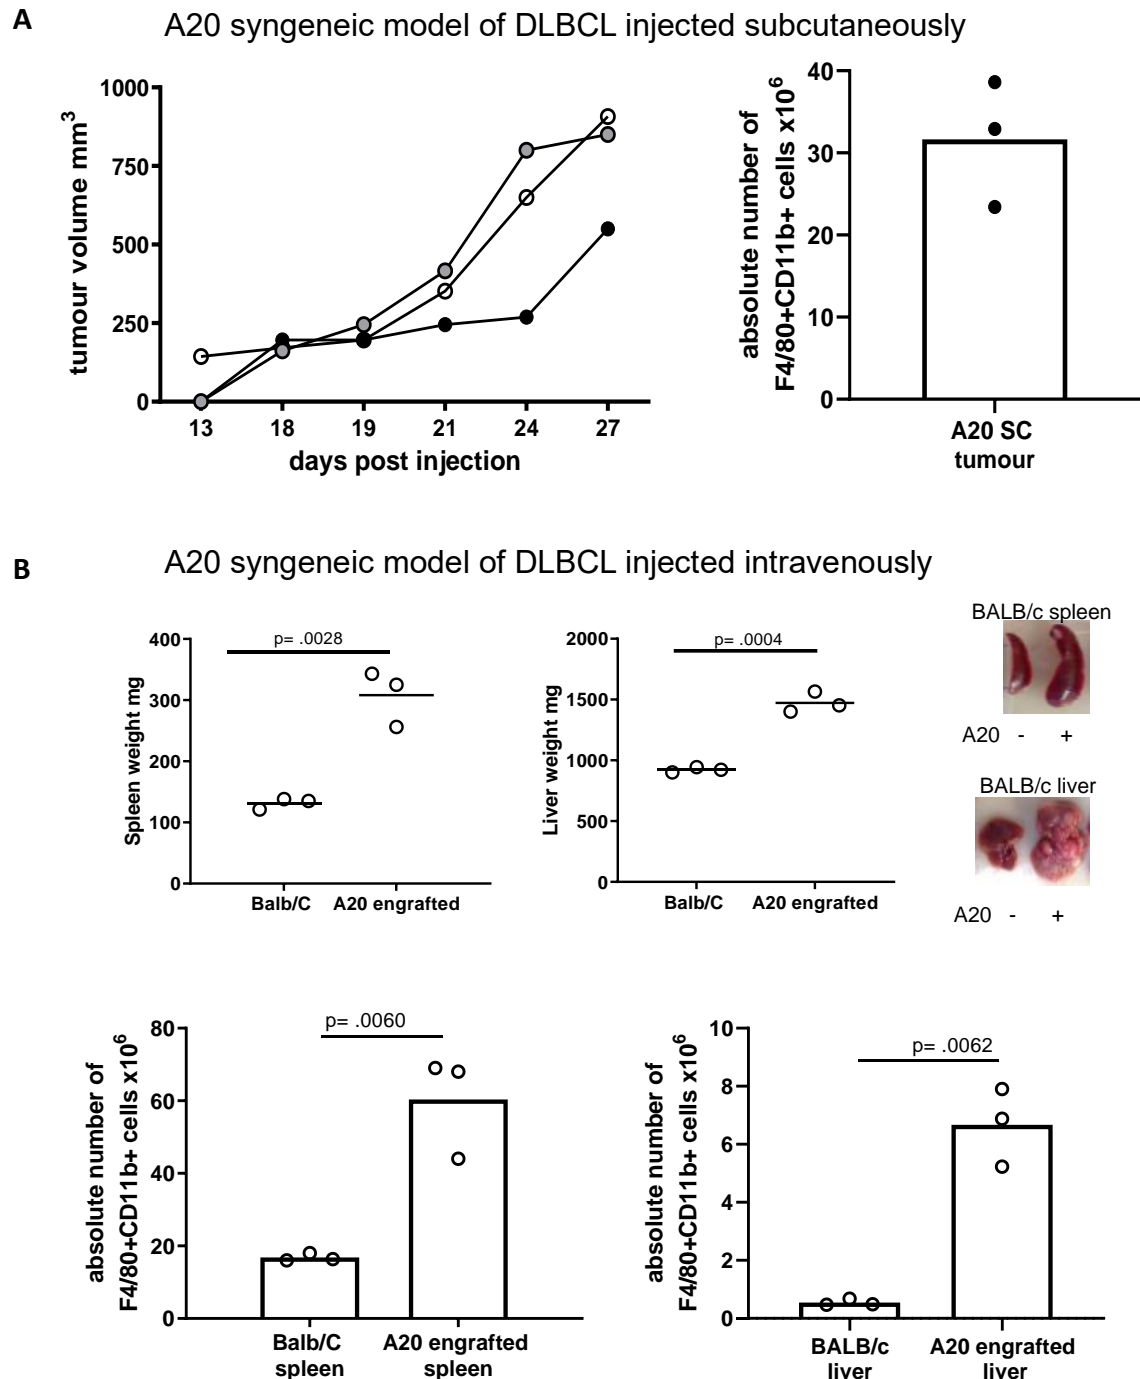 A
A20 syngeneic model of DLBCL injected subcutaneously
1000
750
500
250
0
tumour volume mm³
13 18 19 21 24 27
days post injection
40
30
20
10
0
absolute number of
F4/80+CD11b+ cells x10⁶
A20 SC
tumour
B
A20 syngeneic model of DLBCL injected intravenously
400
300
200
100
0
Spleen weight mg
p= .0028
Balb/C A20 engrafted
2000
1500
1000
500
0
Liver weight mg
p= .0004
Balb/C A20 engrafted
BALB/c spleen
A20 - +
BALB/c liver
A20 - +
80
60
40
20
0
absolute number of
F4/80+CD11b+ cells x10⁶
p= .0060
Balb/C A20 engrafted
spleen spleen
10
8
6
4
2
0
absolute number of
F4/80+CD11b+ cells x10⁶
p= .0062
BALB/c A20 engrafted
liver liver